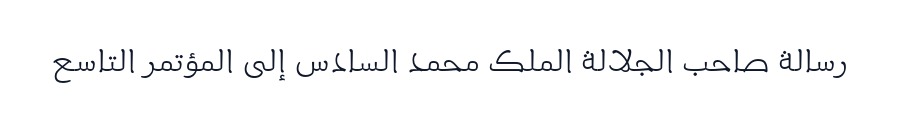 رسالة صاحب الجلالة الملك محمد السادس إلى المؤتمر التاسع